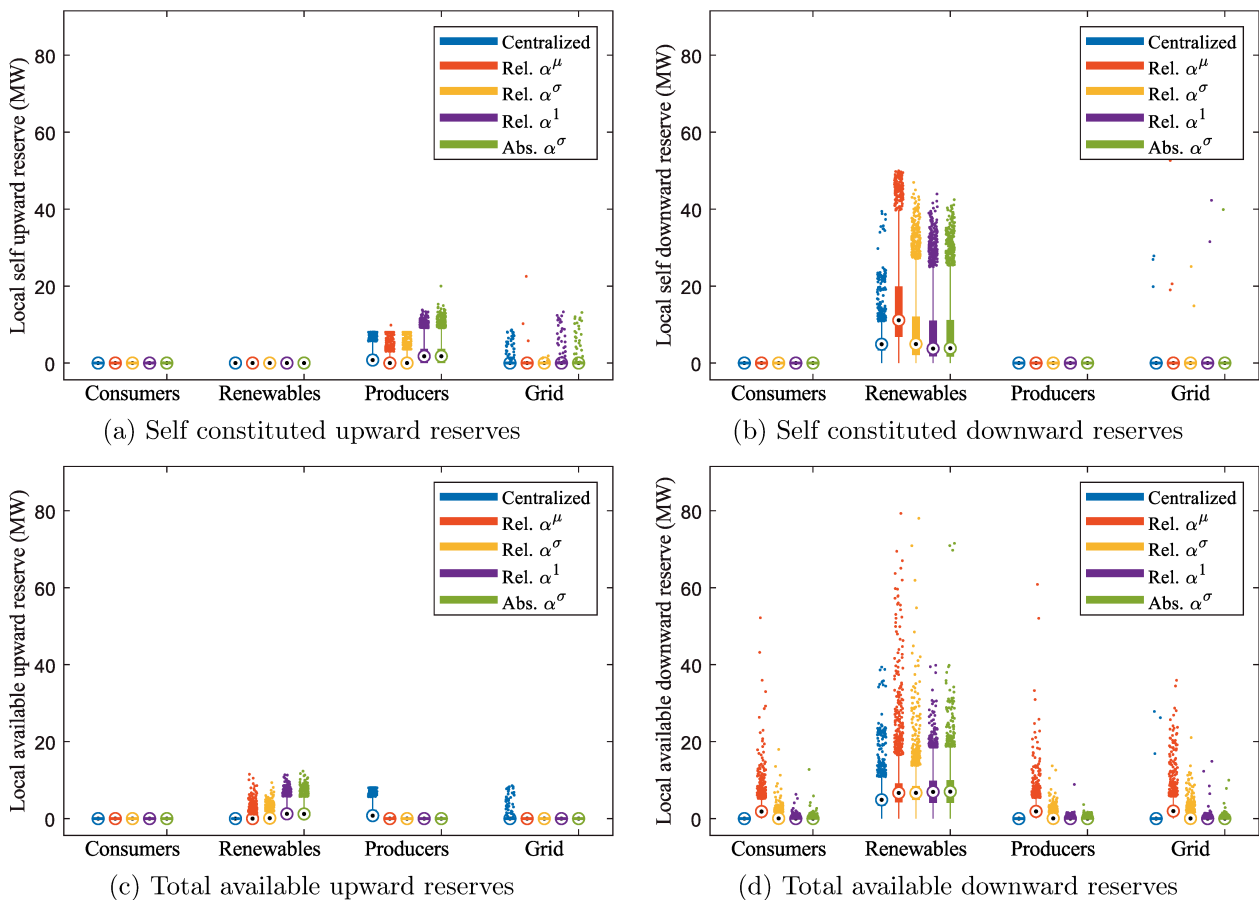 Local self upward reserve (MW)
80
60
40
20
0
Centralized
Rel. α^μ
Rel. α^σ
Rel. α^1
Abs. α^σ
Consumers Renewables Producers Grid
(a) Self constituted upward reserves
Local self downward reserve (MW)
80
60
40
20
0
Centralized
Rel. α^μ
Rel. α^σ
Rel. α^1
Abs. α^σ
Consumers Renewables Producers Grid
(b) Self constituted downward reserves
Local available upward reserve (MW)
80
60
40
20
0
Centralized
Rel. α^μ
Rel. α^σ
Rel. α^1
Abs. α^σ
Consumers Renewables Producers Grid
(c) Total available upward reserves
Local available downward reserve (MW)
80
60
40
20
0
Centralized
Rel. α^μ
Rel. α^σ
Rel. α^1
Abs. α^σ
Consumers Renewables Producers Grid
(d) Total available downward reserves